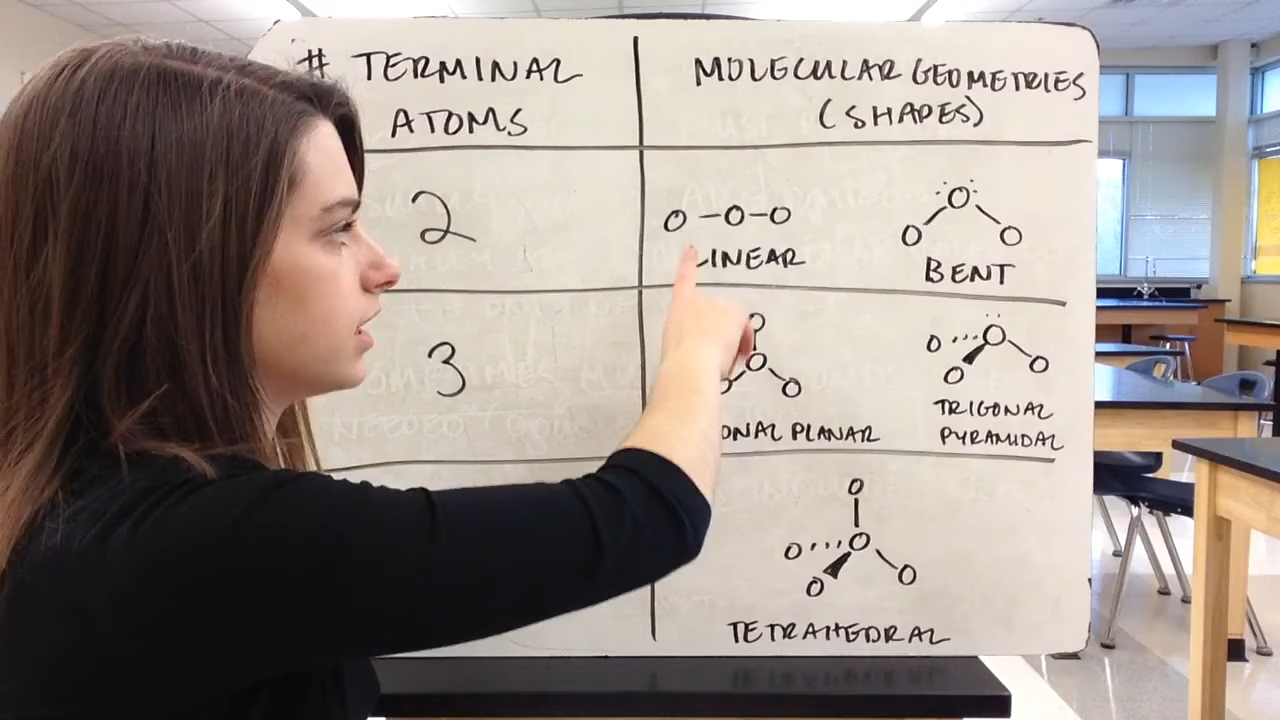 # TERMINAL ATOMS
MOLECULAR GEOMETRIES
(SHAPES)
2
LINEAR
BENT
3
ONAL PLANAR
TRIGONAL
PYRAMIDAL
TETRAHEDRAL